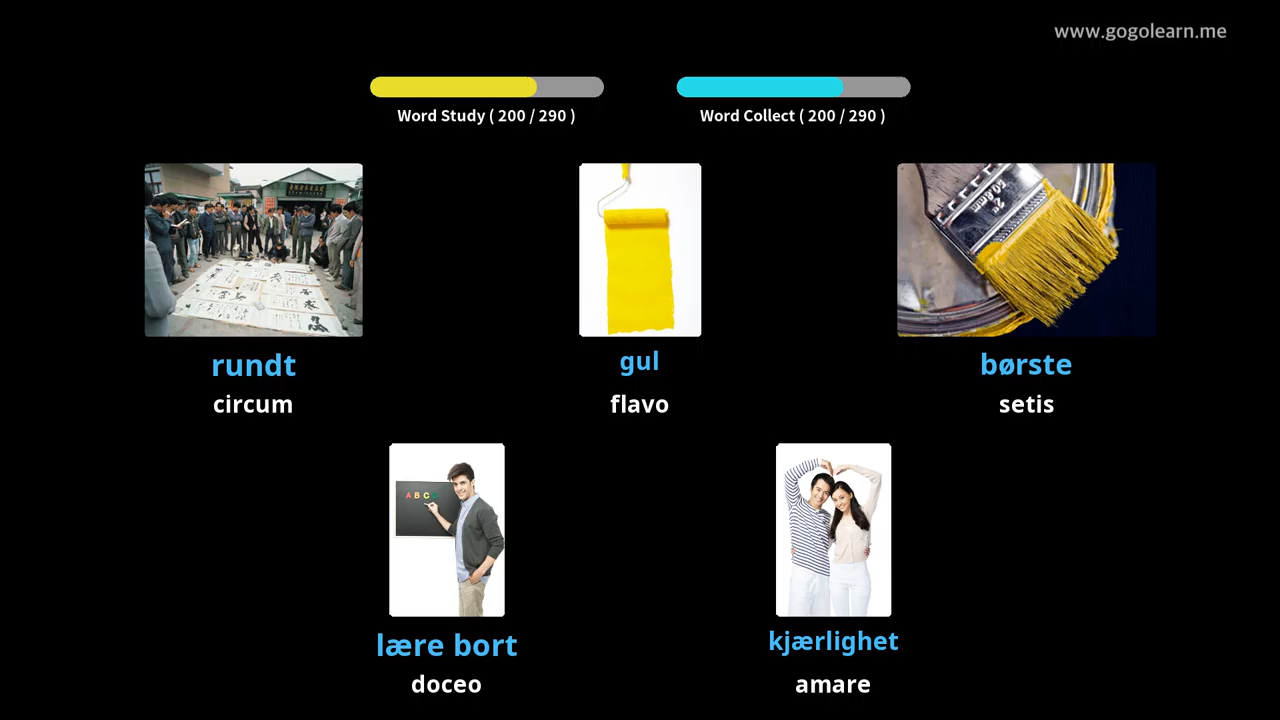 www.gogolearn.me
Word Study ( 200 / 290 )
Word Collect ( 200 / 290 )
rundt
circum
gul
flavo
børste
setis
A B C D
lære bort
doceo
kjærlighet
amare